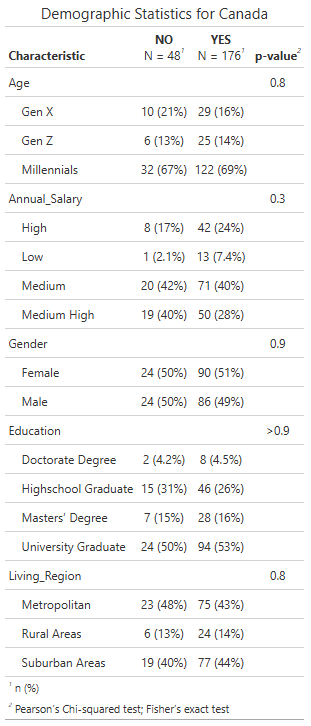 Demographic Statistics for Canada
NO YES
Characteristic N = 48¹ N = 176¹ p-value²
Age 0.8
Gen X 10 (21%) 29 (16%)
Gen Z 6 (13%) 25 (14%)
Millennials 32 (67%) 122 (69%)
Annual_Salary 0.3
High 8 (17%) 42 (24%)
Low 1 (2.1%) 13 (7.4%)
Medium 20 (42%) 71 (40%)
Medium High 19 (40%) 50 (28%)
Gender 0.9
Female 24 (50%) 90 (51%)
Male 24 (50%) 86 (49%)
Education >0.9
Doctorate Degree 2 (4.2%) 8 (4.5%)
Highschool Graduate 15 (31%) 46 (26%)
Masters’ Degree 7 (15%) 28 (16%)
University Graduate 24 (50%) 94 (53%)
Living_Region 0.8
Metropolitan 23 (48%) 75 (43%)
Rural Areas 6 (13%) 24 (14%)
Suburban Areas 19 (40%) 77 (44%)
¹ n (%)
² Pearson's Chi-squared test; Fisher's exact test